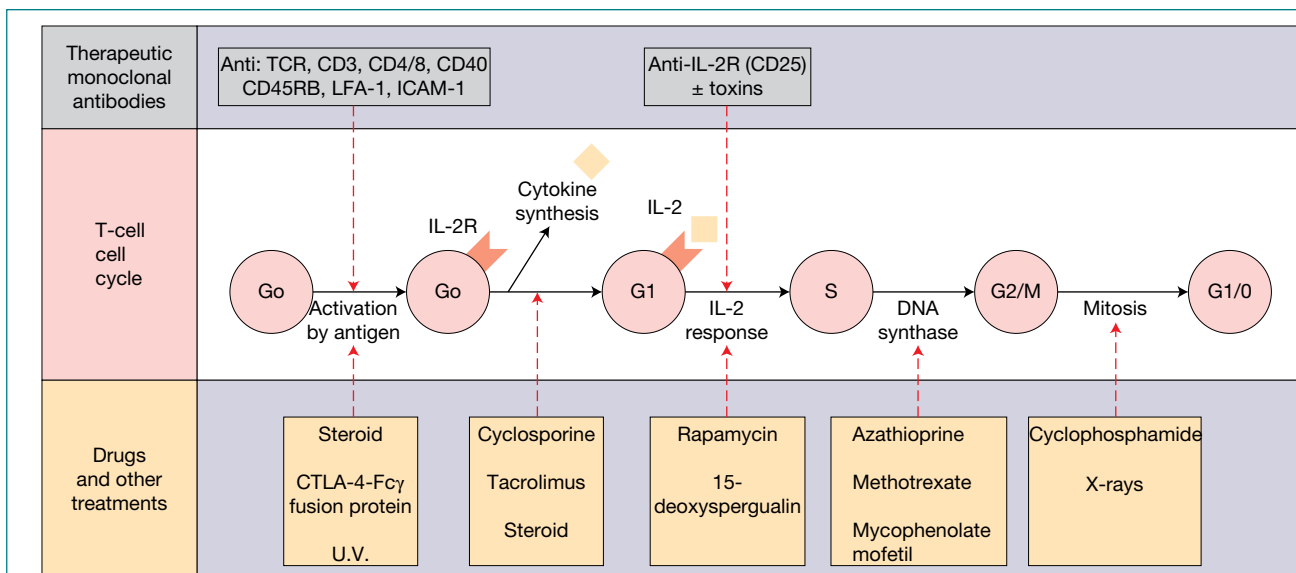 Therapeutic
monoclonal
antibodies
Anti: TCR, CD3, CD4/8, CD40
CD45RB, LFA-1, ICAM-1
Anti-IL-2R (CD25)
± toxins
T-cell
cell
cycle
Go
Activation
by antigen
IL-2R
Go
Cytokine
synthesis
IL-2
G1
IL-2
response
S
DNA
synthase
G2/M
Mitosis
G1/0
Drugs
and other
treatments
Steroid
CTLA-4-Fcγ
fusion protein
U.V.
Cyclosporine
Tacrolimus
Steroid
Rapamycin
15-
deoxyspergualin
Azathioprine
Methotrexate
Mycophenolate
mofetil
Cyclophosphamide
X-rays